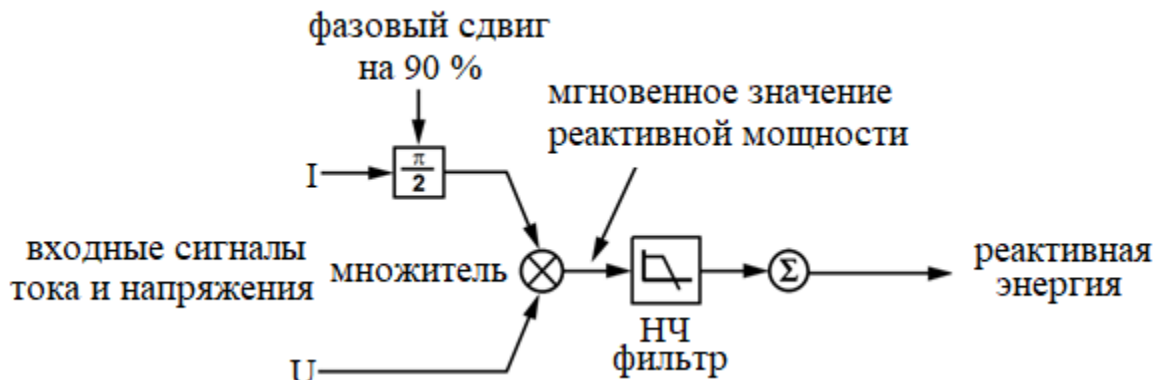 фазовый сдвиг
на 90 %
мгновенное значение
реактивной мощности
I
π
2
входные сигналы
тока и напряжения
множитель
Σ
реактивная
энергия
НЧ
фильтр
U